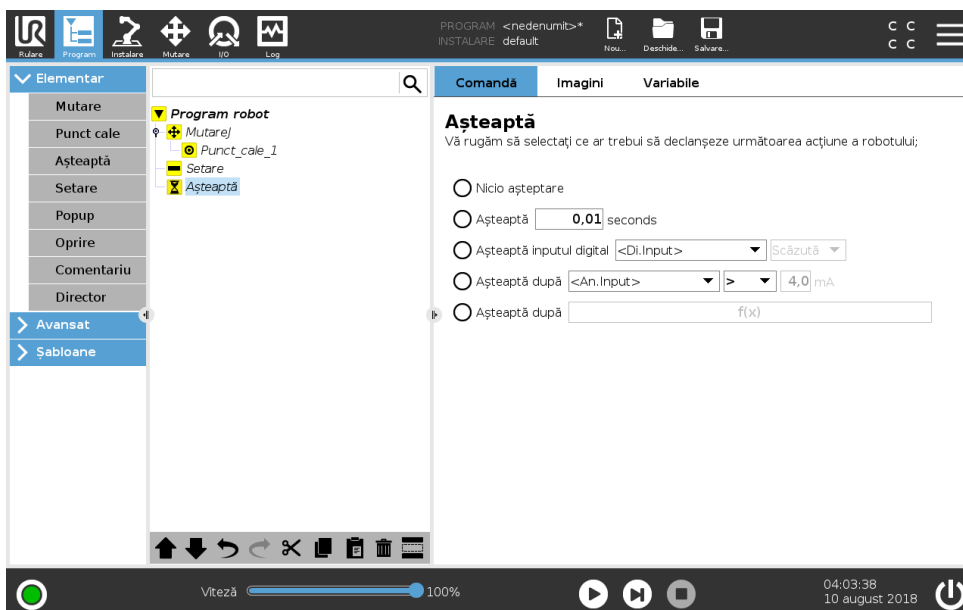 PROGRAM <nedenumit>*
INSTALARE default
Rulare Program Instalare Mutare I/O Log
Nou... Deschide... Salvare...
C C
C C
Elementar
Mutare
Punct cale
Așteaptă
Setare
Popup
Oprire
Comentariu
Director
Avansat
Șabloane
Program robot
MutareJ
Punct_cale_1
Setare
Așteaptă
Comandă Imagini Variabile
Așteaptă
Vă rugăm să selectați ce ar trebui să declanșeze următoarea acțiune a robotului;
Nicio așteptare
Așteaptă 0,01 seconds
Așteaptă inputul digital <Di.Input> Scăzută
Așteaptă după <An.Input> > 4,0 mA
Așteaptă după f(x)
Viteză 100%
04:03:38
10 august 2018